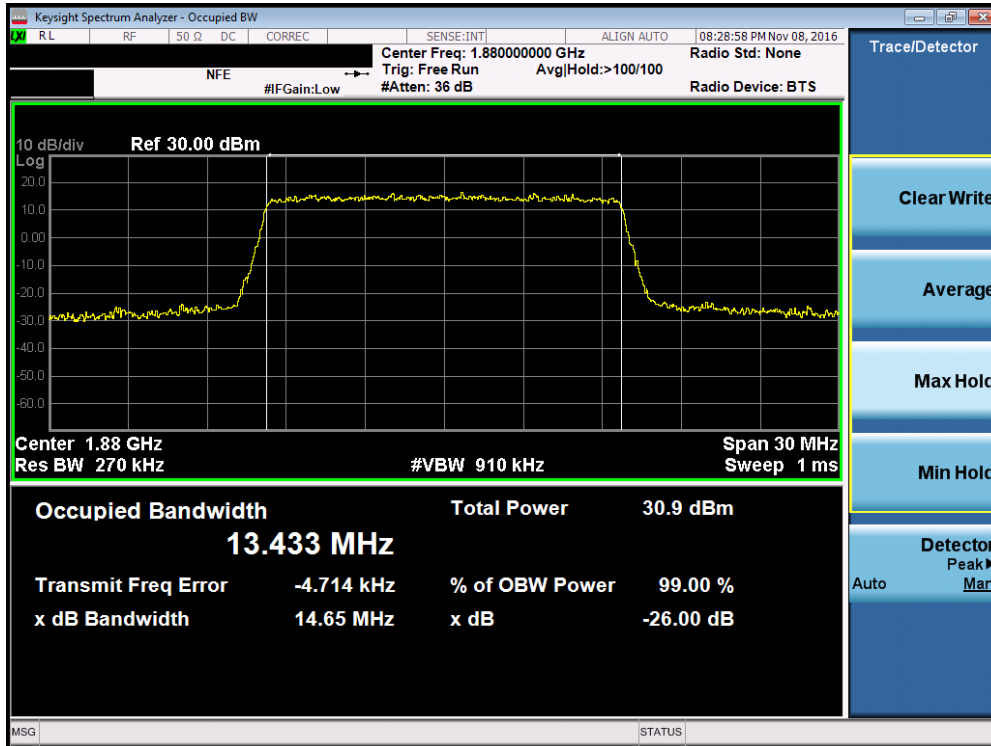 Keysight Spectrum Analyzer - Occupied BW
LXI RL RF 50 Ω DC CORREC SENSE:INT ALIGN AUTO 08:28:58 PM Nov 08, 2016
Center Freq: 1.880000000 GHz Radio Std: None
NFE Trig: Free Run Avg|Hold:>100/100
#IFGain:Low #Atten: 36 dB Radio Device: BTS
10 dB/div Ref 30.00 dBm
Log
20.0
10.0
0.00
-10.0
-20.0
-30.0
-40.0
-50.0
-60.0
Center 1.88 GHz Span 30 MHz
Res BW 270 kHz #VBW 910 kHz Sweep 1 ms
Occupied Bandwidth Total Power 30.9 dBm
13.433 MHz
Transmit Freq Error -4.714 kHz % of OBW Power 99.00 %
x dB Bandwidth 14.65 MHz x dB -26.00 dB
MSG STATUS
Trace/Detector
Clear Write
Average
Max Hold
Min Hold
Detector
Peak
Auto Man